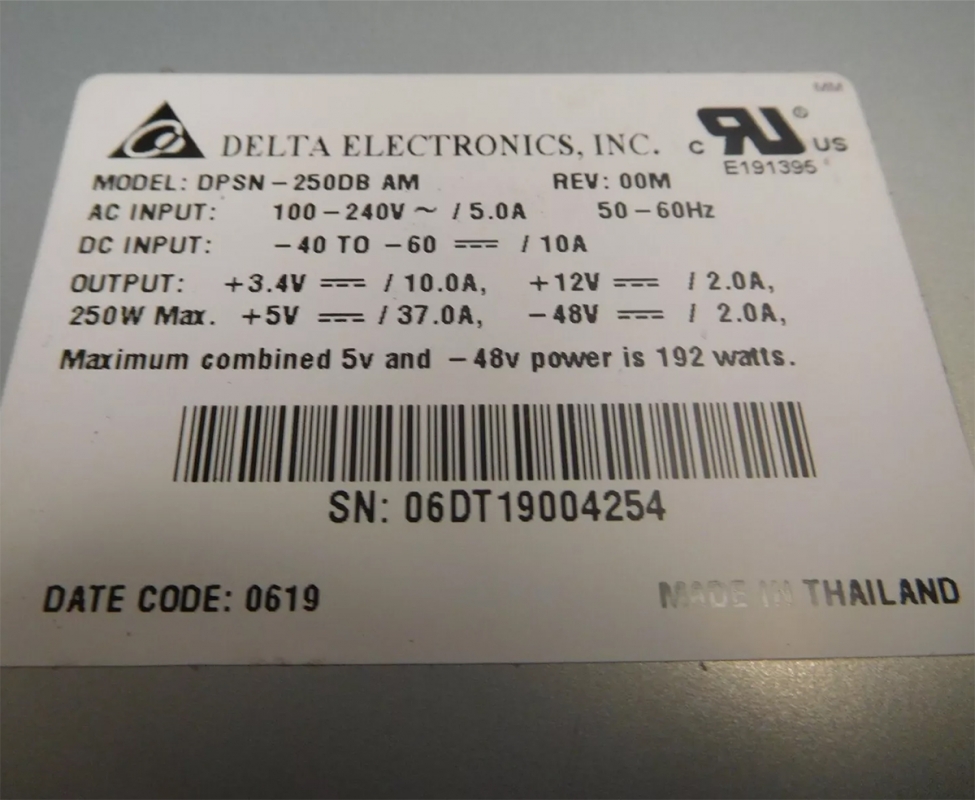 MM
DELTA ELECTRONICS, INC. c RU ® US
E191395
MODEL: DPSN-250DB AM REV: 00M
AC INPUT: 100-240V ~ / 5.0A 50-60Hz
DC INPUT: -40 TO -60 ⎓ / 10A
OUTPUT: +3.4V ⎓ / 10.0A, +12V ⎓ / 2.0A,
250W Max. +5V ⎓ / 37.0A, -48V ⎓ / 2.0A,
Maximum combined 5v and -48v power is 192 watts.
SN: 06DT19004254
DATE CODE: 0619 MADE IN THAILAND